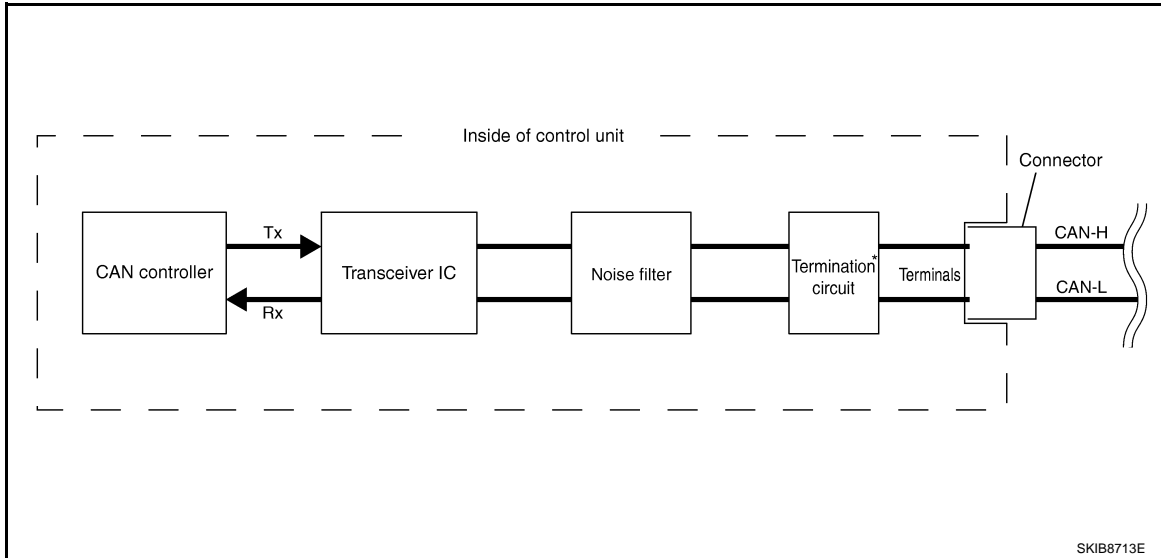 Inside of control unit
Connector
Tx
CAN controller
Rx
Transceiver IC
Noise filter
Termination*
circuit
Terminals
CAN-H
CAN-L
SKIB8713E